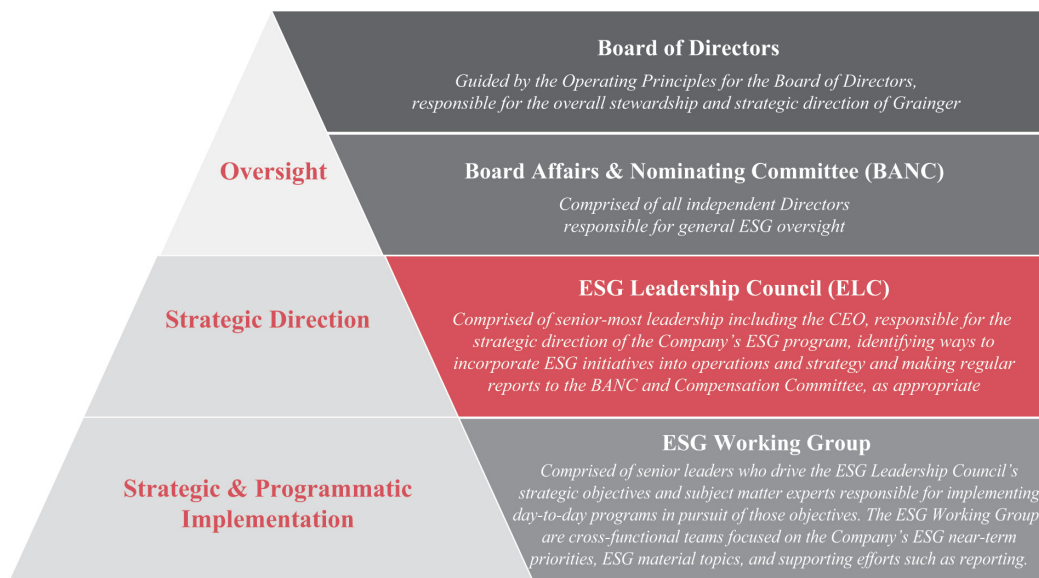 Board of Directors
Guided by the Operating Principles for the Board of Directors,
responsible for the overall stewardship and strategic direction of Grainger
Oversight
Board Affairs & Nominating Committee (BANC)
Comprised of all independent Directors
responsible for general ESG oversight
Strategic Direction
ESG Leadership Council (ELC)
Comprised of senior-most leadership including the CEO, responsible for the
strategic direction of the Company's ESG program, identifying ways to
incorporate ESG initiatives into operations and strategy and making regular
reports to the BANC and Compensation Committee, as appropriate
Strategic & Programmatic
Implementation
ESG Working Group
Comprised of senior leaders who drive the ESG Leadership Council's
strategic objectives and subject matter experts responsible for implementing
day-to-day programs in pursuit of those objectives. The ESG Working Group
are cross-functional teams focused on the Company's ESG near-term
priorities, ESG material topics, and supporting efforts such as reporting.